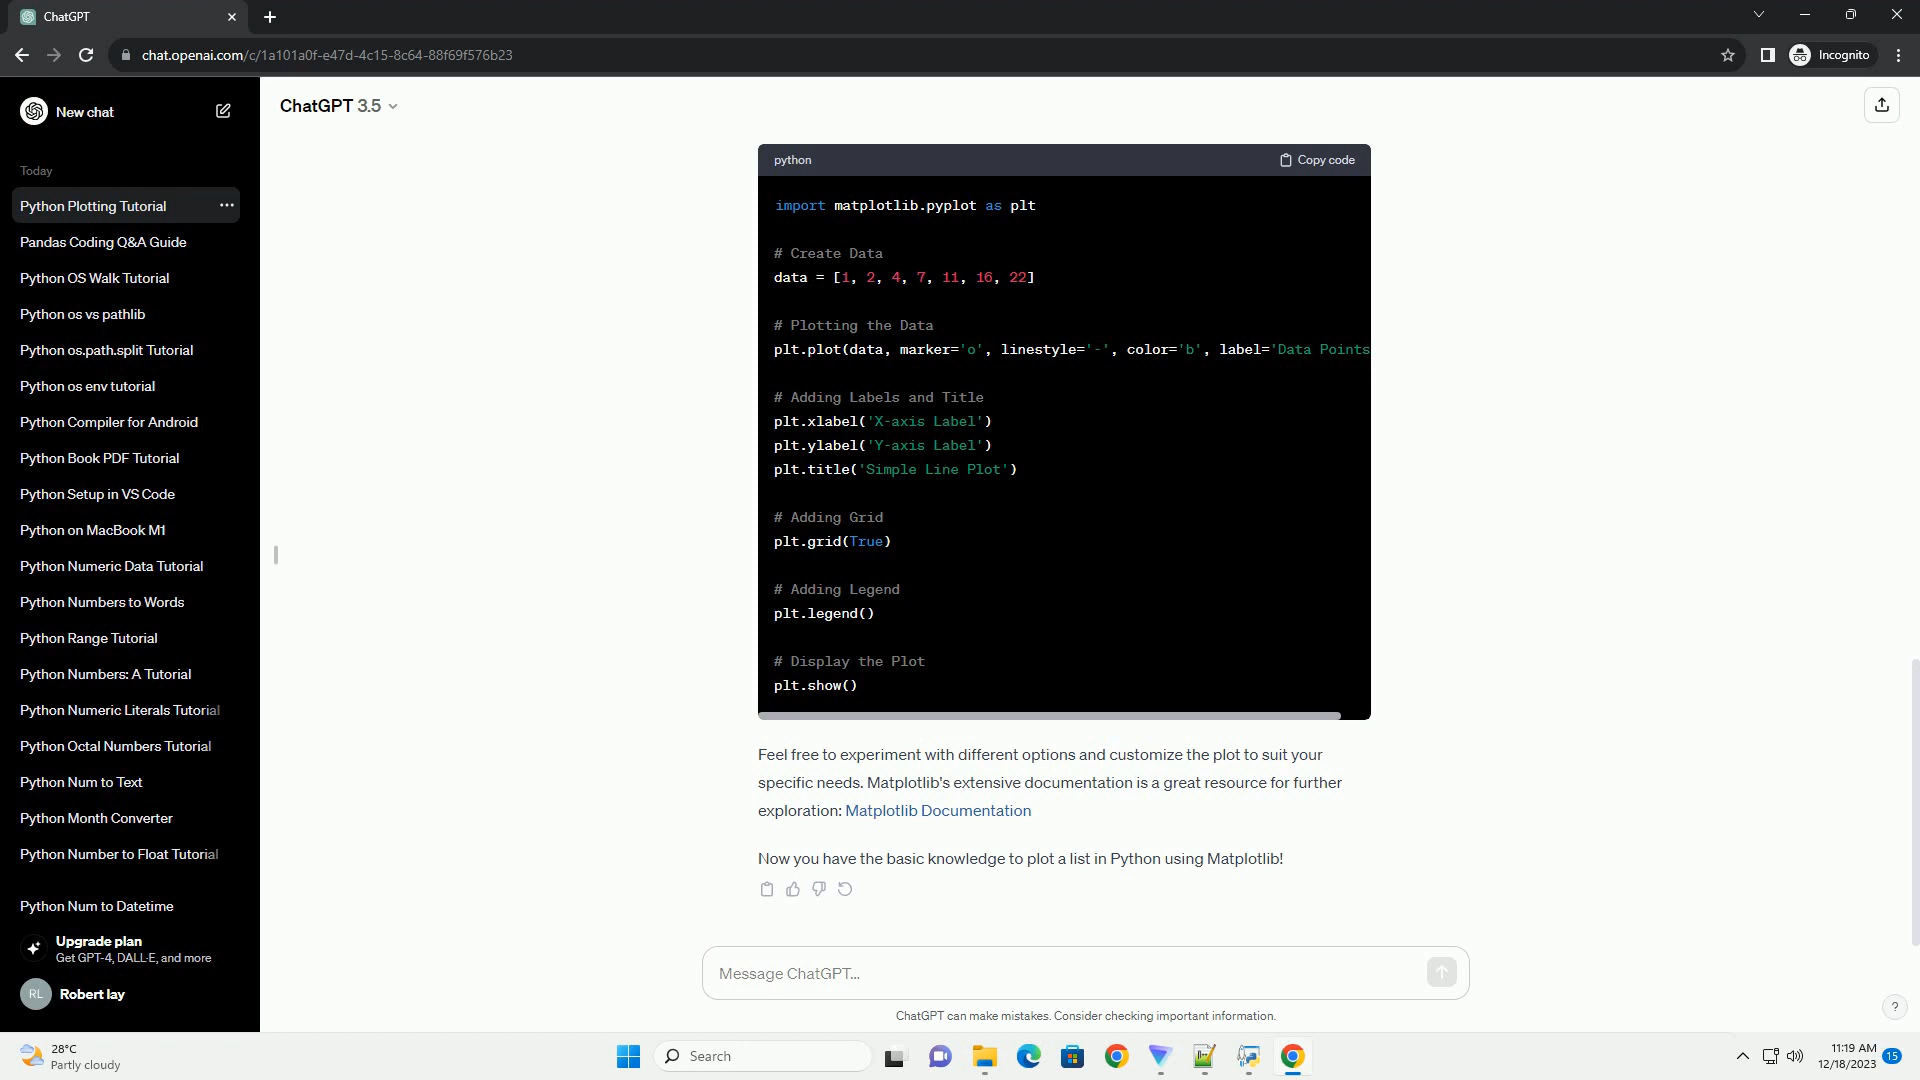 ChatGPT
chat.openai.com/c/1a101a0f-e47d-4c15-8c64-88f69f576b23
Incognito
New chat
Today
Python Plotting Tutorial
Pandas Coding Q&A Guide
Python OS Walk Tutorial
Python os vs pathlib
Python os.path.split Tutorial
Python os env tutorial
Python Compiler for Android
Python Book PDF Tutorial
Python Setup in VS Code
Python on MacBook M1
Python Numeric Data Tutorial
Python Numbers to Words
Python Range Tutorial
Python Numbers: A Tutorial
Python Numeric Literals Tutorial
Python Octal Numbers Tutorial
Python Num to Text
Python Month Converter
Python Number to Float Tutorial
Python Num to Datetime
Upgrade plan
Get GPT-4, DALL·E, and more
RL Robert lay
ChatGPT 3.5
python
Copy code
import matplotlib.pyplot as plt
# Create Data
data = [1, 2, 4, 7, 11, 16, 22]
# Plotting the Data
plt.plot(data, marker='o', linestyle='-', color='b', label='Data Points
# Adding Labels and Title
plt.xlabel('X-axis Label')
plt.ylabel('Y-axis Label')
plt.title('Simple Line Plot')
# Adding Grid
plt.grid(True)
# Adding Legend
plt.legend()
# Display the Plot
plt.show()
Feel free to experiment with different options and customize the plot to suit your
specific needs. Matplotlib's extensive documentation is a great resource for further
exploration: Matplotlib Documentation
Now you have the basic knowledge to plot a list in Python using Matplotlib!
Message ChatGPT...
ChatGPT can make mistakes. Consider checking important information.
?
28°C
Partly cloudy
Search
11:19 AM
12/18/2023
15